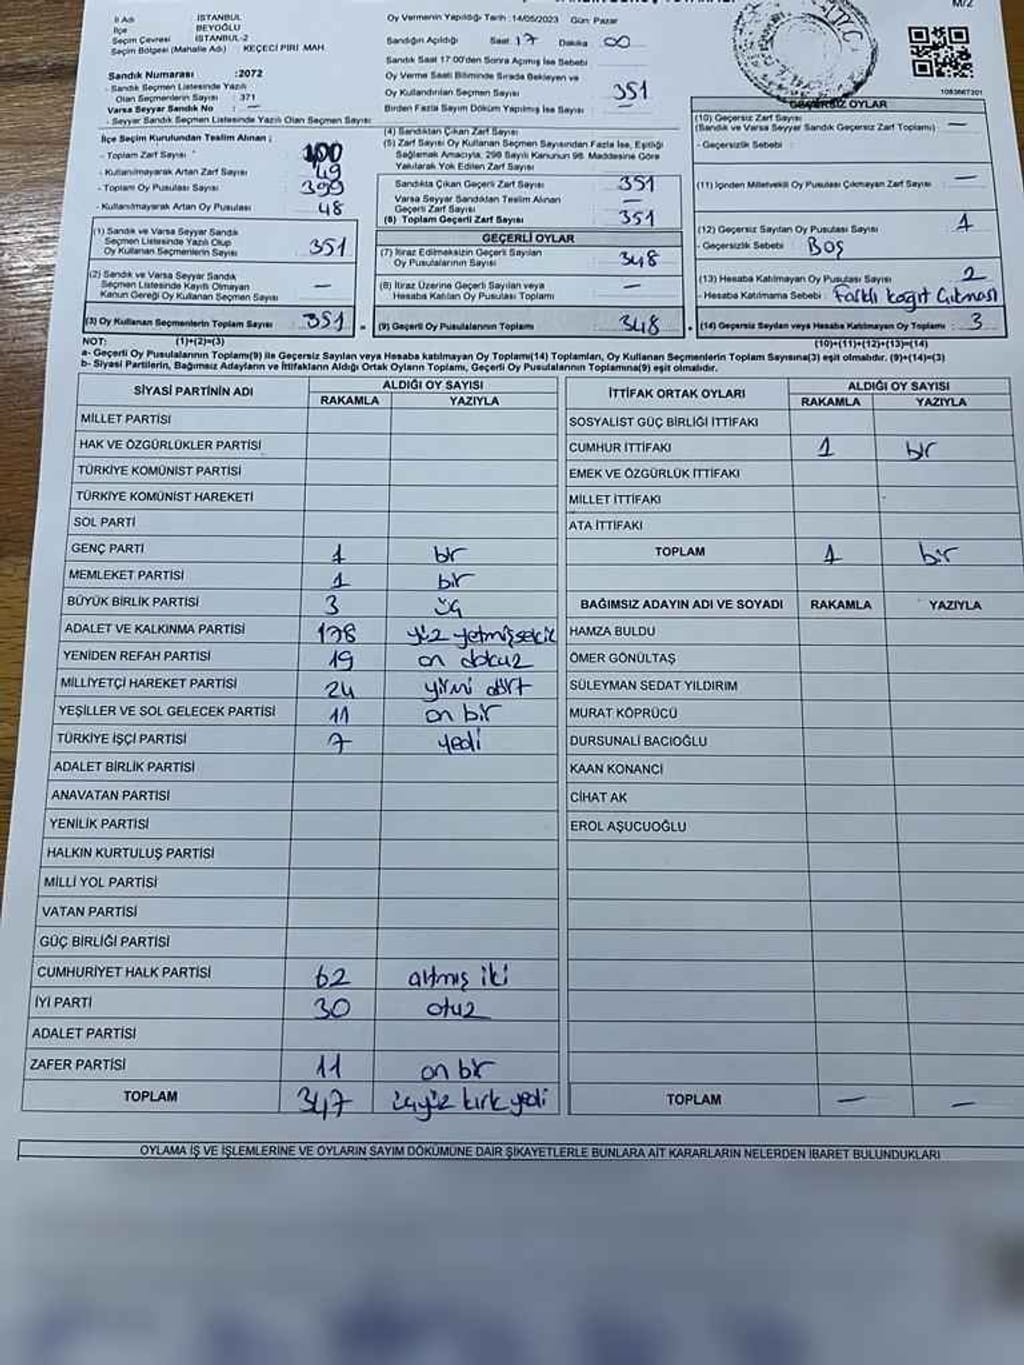 M/2
İl Adı İSTANBUL
İlçe BEYOĞLU
Seçim Çevresi İSTANBUL-2
Seçim Bölgesi (Mahalle Adı) : KEÇECİ PİRİ MAH.
Sandık Numarası :2072
- Sandık Seçmen Listesinde Yazılı
Olan Seçmenlerin Sayısı : 371
Varsa Seyyar Sandık No : —
- Seyyar Sandık Seçmen Listesinde Yazılı Olan Seçmen Sayısı
İlçe Seçim Kurulundan Teslim Alınan ;
- Toplam Zarf Sayısı
- Kullanılmayarak Artan Zarf Sayısı : 49
- Toplam Oy Pusulası Sayısı 399
- Kullanılmayarak Artan Oy Pusulası 48
(1) Sandık ve Varsa Seyyar Sandık
Seçmen Listesinde Yazılı Olup
Oy Kullanan Seçmenlerin Sayısı : 351
(2) Sandık ve Varsa Seyyar Sandık
Seçmen Listesinde Kayıtlı Olmayan
Kanun Gereği Oy Kullanan Seçmen Sayısı : —
(3) Oy Kullanan Seçmenlerin Toplam Sayısı : 351
Oy Vermenin Yapıldığı Tarih : 14/05/2023 Gün: Pazar
Sandığın Açıldığı Saat 17 Dakika 00
Sandık Saat 17:00'den Sonra Açımış İse Sebebi
Oy Verme Saati Bitiminde Sırada Bekleyen ve
Oy Kullandırılan Seçmen Sayısı 351
Birden Fazla Sayım Döküm Yapılmış İse Sayısı : —
(4) Sandıktan Çıkan Zarf Sayısı
(5) Zarf Sayısı Oy Kullanan Seçmen Sayısından Fazla İse, Eşitliği
Sağlamak Amacıyla, 298 Sayılı Kanunun 98. Maddesine Göre
Yakılarak Yok Edilen Zarf Sayısı
Sandıkta Çıkan Geçerli Zarf Sayısı 351
Varsa Seyyar Sandıktan Teslim Alınan
Geçerli Zarf Sayısı : —
(6) Toplam Geçerli Zarf Sayısı 351
GEÇERLİ OYLAR
(7) İtiraz Edilmeksizin Geçerli Sayılan
Oy Pusulalarının Sayısı : 348
(8) İtiraz Üzerine Geçerli Sayılan veya
Hesaba Katılan Oy Pusulası Toplamı : —
(9) Geçerli Oy Pusulalarının Toplamı : 348
1083667201
GEÇERSİZ OYLAR
(10) Geçersiz Zarf Sayısı
(Sandık ve Varsa Seyyar Sandık Geçersiz Zarf Toplamı) : —
- Geçersizlik Sebebi :
(11) İçinden Milletvekili Oy Pusulası Çıkmayan Zarf Sayısı : —
(12) Geçersiz Sayılan Oy Pusulası Sayısı : 1
- Geçersizlik Sebebi : Boş
(13) Hesaba Katılmayan Oy Pusulası Sayısı : 2
- Hesaba Katılmama Sebebi : Farklı kağıt Çıkması
(14) Geçersiz Sayılan veya Hesaba Katılmayan Oy Toplamı : 3
NOT: (1)+(2)=(3) (10)+(11)+(12)+(13)=(14)
a- Geçerli Oy Pusulalarının Toplamı(9) ile Geçersiz Sayılan veya Hesaba katılmayan Oy Toplamı(14) Toplamları, Oy Kullanan Seçmenlerin Toplam Sayısına(3) eşit olmalıdır. (9)+(14)=(3)
b- Siyasi Partilerin, Bağımsız Adayların ve İttifakların Aldığı Ortak Oyların Toplamı, Geçerli Oy Pusulalarının Toplamına(9) eşit olmalıdır.
SİYASİ PARTİNİN ADI ALDIĞI OY SAYISI
RAKAMLA YAZIYLA
MİLLET PARTİSİ
HAK VE ÖZGÜRLÜKLER PARTİSİ
TÜRKİYE KOMÜNİST PARTİSİ
TÜRKİYE KOMÜNİST HAREKETİ
SOL PARTİ
GENÇ PARTİ 1 bir
MEMLEKET PARTİSİ 1 bir
BÜYÜK BİRLİK PARTİSİ 3 üç
ADALET VE KALKINMA PARTİSİ 178 yüz yetmişsekiz
YENİDEN REFAH PARTİSİ 19 on dokuz
MİLLİYETÇİ HAREKET PARTİSİ 24 yirmi dört
YEŞİLLER VE SOL GELECEK PARTİSİ 11 on bir
TÜRKİYE İŞÇİ PARTİSİ 7 yedi
ADALET BİRLİK PARTİSİ
ANAVATAN PARTİSİ
YENİLİK PARTİSİ
HALKIN KURTULUŞ PARTİSİ
MİLLİ YOL PARTİSİ
VATAN PARTİSİ
GÜÇ BİRLİĞİ PARTİSİ
CUMHURİYET HALK PARTİSİ 62 altmış iki
İYİ PARTİ 30 otuz
ADALET PARTİSİ
ZAFER PARTİSİ 11 on bir
TOPLAM 347 üçyüz kırk yedi
İTTİFAK ORTAK OYLARI ALDIĞI OY SAYISI
RAKAMLA YAZIYLA
SOSYALİST GÜÇ BİRLİĞİ İTTİFAKI
CUMHUR İTTİFAKI 1 bir
EMEK VE ÖZGÜRLÜK İTTİFAKI
MİLLET İTTİFAKI
ATA İTTİFAKI
TOPLAM 1 bir
BAĞIMSIZ ADAYIN ADI VE SOYADI RAKAMLA YAZIYLA
HAMZA BULDU
ÖMER GÖNÜLTAŞ
SÜLEYMAN SEDAT YILDIRIM
MURAT KÖPRÜCÜ
DURSUNALİ BACIOĞLU
KAAN KONANCI
CİHAT AK
EROL AŞUCUOĞLU
TOPLAM — —
OYLAMA İŞ VE İŞLEMLERİNE VE OYLARIN SAYIM DÖKÜMÜNE DAİR ŞİKAYETLERLE BUNLARA AİT KARARLARIN NELERDEN İBARET BULUNDUKLARI